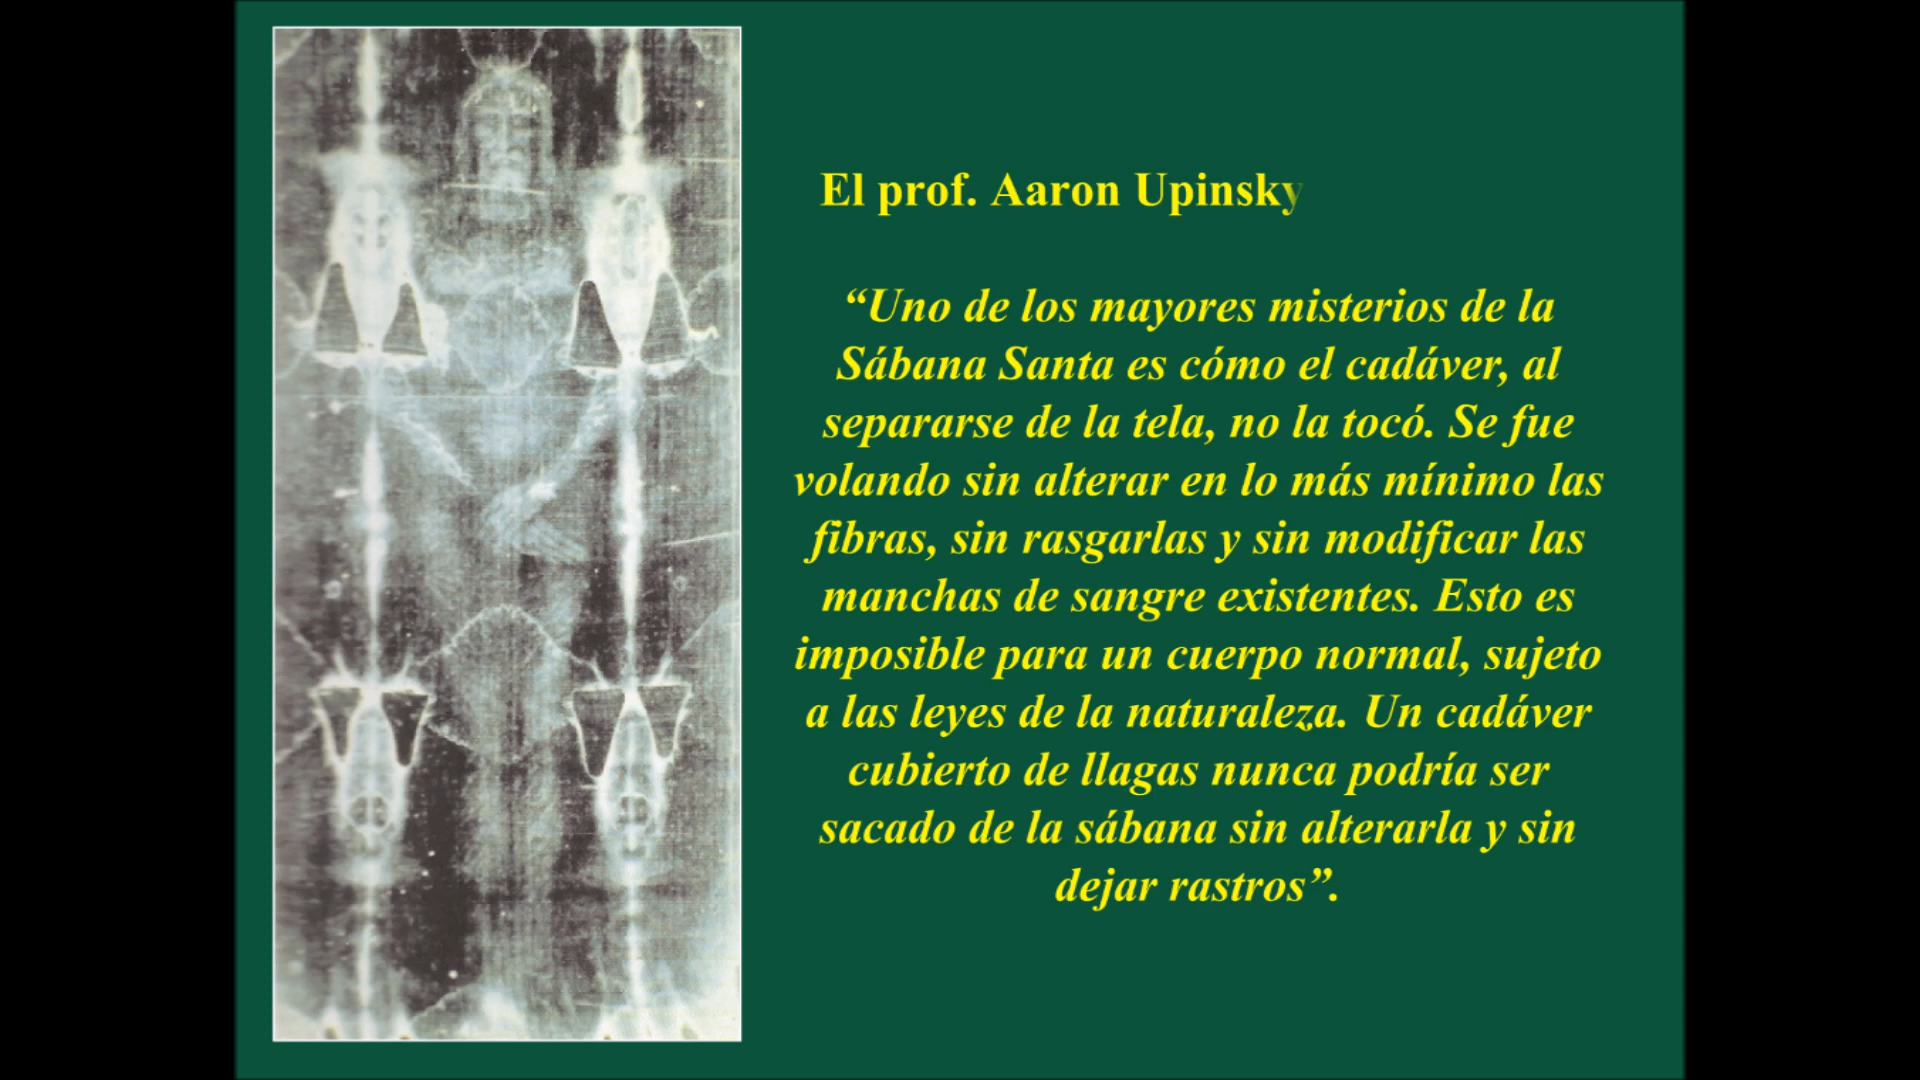 El prof. Aaron Upinsky
“Uno de los mayores misterios de la
Sábana Santa es cómo el cadáver, al
separarse de la tela, no la tocó. Se fue
volando sin alterar en lo más mínimo las
fibras, sin rasgarlas y sin modificar las
manchas de sangre existentes. Esto es
imposible para un cuerpo normal, sujeto
a las leyes de la naturaleza. Un cadáver
cubierto de llagas nunca podría ser
sacado de la sábana sin alterarla y sin
dejar rastros”.